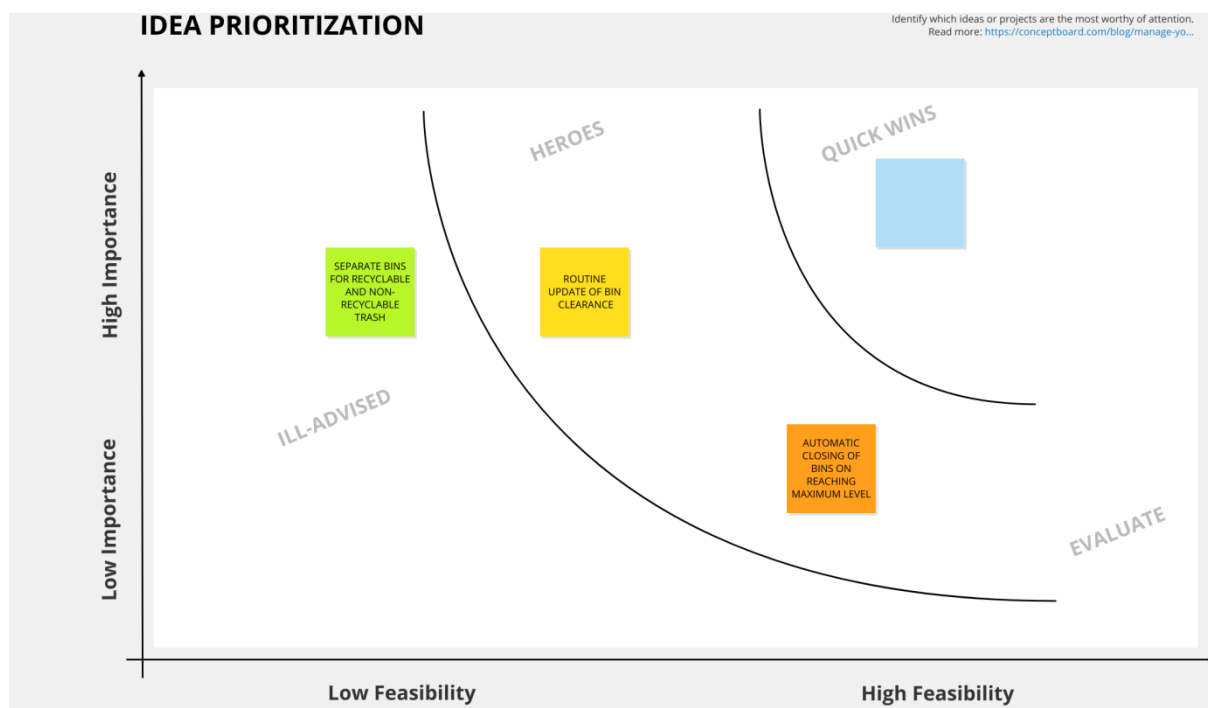 IDEA PRIORITIZATION
Identify which ideas or projects are the most worthy of attention.
Read more: https://conceptboard.com/blog/manage-yo...
HEROES
QUICK WINS
High Importance
SEPARATE BINS
FOR RECYCLABLE
AND NON-
RECYCLABLE
TRASH
ROUTINE
UPDATE OF BIN
CLEARANCE
ILL-ADVISED
AUTOMATIC
CLOSING OF
BINS ON
REACHING
MAXIMUM LEVEL
Low Importance
EVALUATE
Low Feasibility
High Feasibility